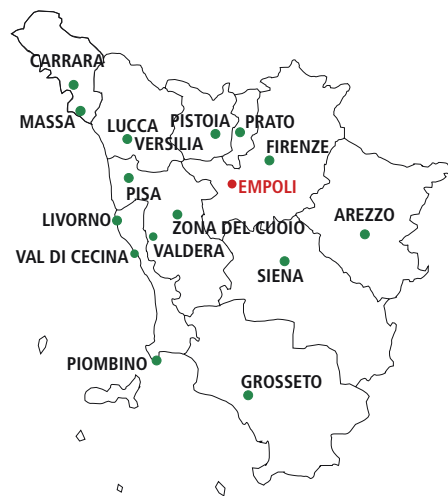 CARRARA
MASSA
LUCCA
VERSILIA
PISTOIA
PRATO
FIRENZE
EMPOLI
PISA
LIVORNO
ZONA DEL CUOIO
AREZZO
VAL DI CECINA
VALDERA
SIENA
PIOMBINO
GROSSETO